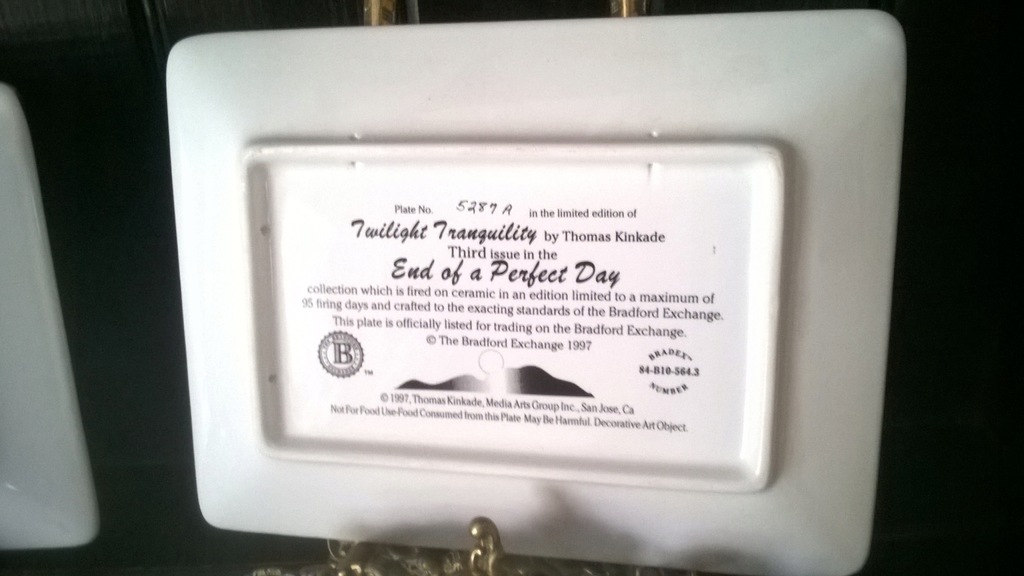 Plate No. 5287 A in the limited edition of
Twilight Tranquility by Thomas Kinkade
Third issue in the
End of a Perfect Day
collection which is fired on ceramic in an edition limited to a maximum of
95 firing days and crafted to the exacting standards of the Bradford Exchange.
This plate is officially listed for trading on the Bradford Exchange.
© The Bradford Exchange 1997
B
TM
BRADEX™
84-B10-564.3
NUMBER
© 1997, Thomas Kinkade, Media Arts Group Inc., San Jose, Ca
Not For Food Use-Food Consumed from this Plate May Be Harmful. Decorative Art Object.